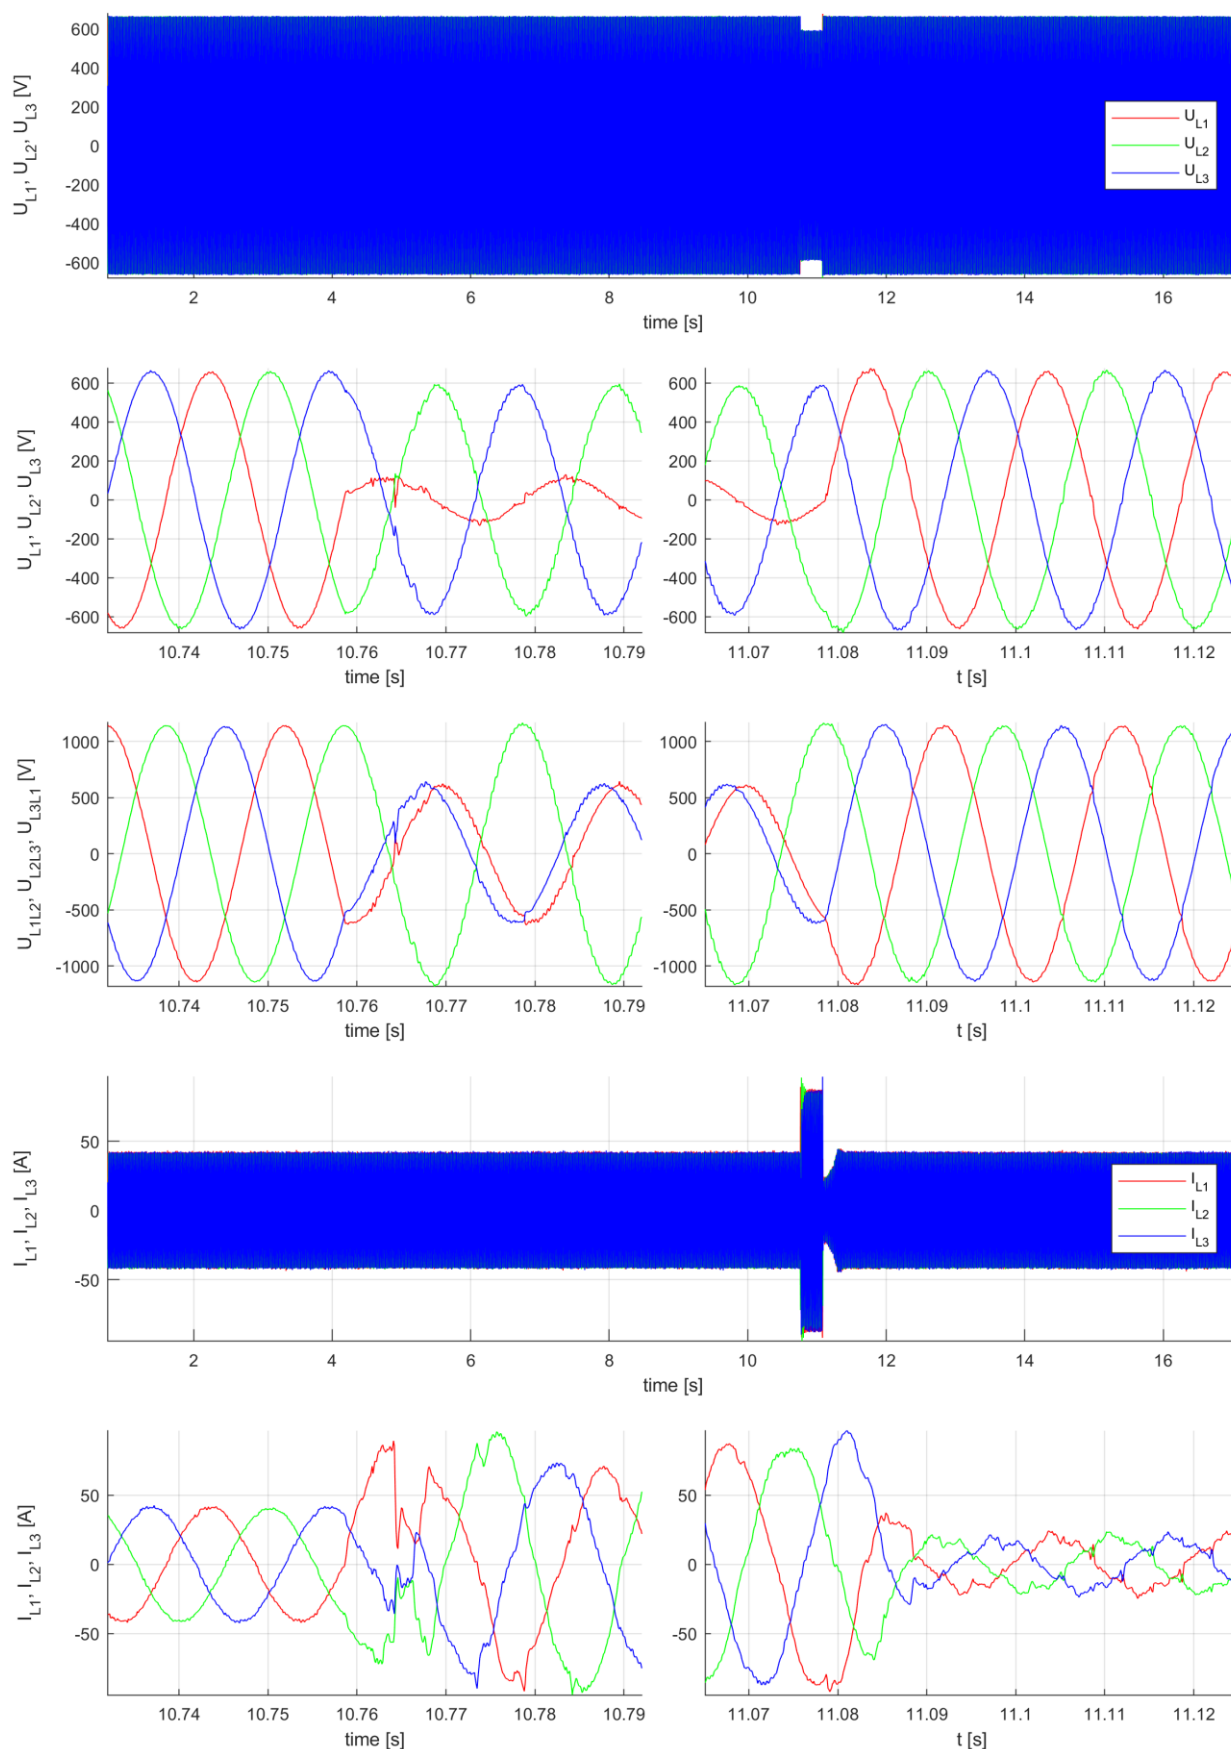 U_L1, U_L2, U_L3 [V]
600
400
200
0
-200
-400
-600
U_L1
U_L2
U_L3
2 4 6 8 10 12 14 16
time [s]
U_L1, U_L2, U_L3 [V]
600
400
200
0
-200
-400
-600
10.74 10.75 10.76 10.77 10.78 10.79
time [s]
600
400
200
0
-200
-400
-600
11.07 11.08 11.09 11.1 11.11 11.12
t [s]
U_L1L2, U_L2L3, U_L3L1 [V]
1000
500
0
-500
-1000
10.74 10.75 10.76 10.77 10.78 10.79
time [s]
1000
500
0
-500
-1000
11.07 11.08 11.09 11.1 11.11 11.12
t [s]
I_L1, I_L2, I_L3 [A]
50
0
-50
I_L1
I_L2
I_L3
2 4 6 8 10 12 14 16
time [s]
I_L1, I_L2, I_L3 [A]
50
0
-50
10.74 10.75 10.76 10.77 10.78 10.79
time [s]
50
0
-50
11.07 11.08 11.09 11.1 11.11 11.12
t [s]